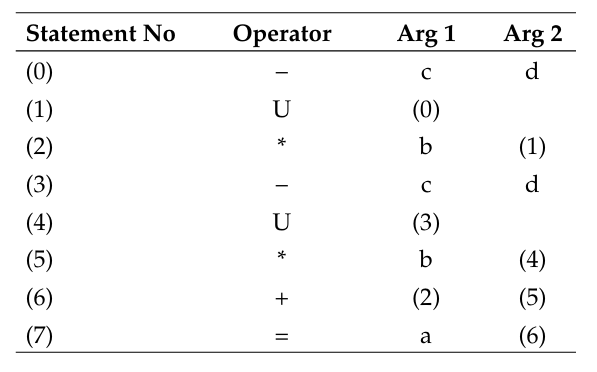 Statement No Operator Arg 1 Arg 2
(0) – c d
(1) U (0)
(2) * b (1)
(3) – c d
(4) U (3)
(5) * b (4)
(6) + (2) (5)
(7) = a (6)